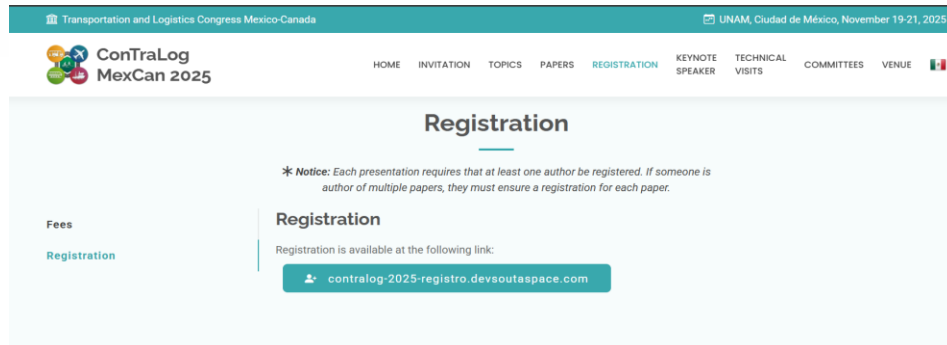 Transportation and Logistics Congress Mexico-Canada
UNAM, Ciudad de México, November 19-21, 2025
ConTraLog
MexCan 2025
HOME INVITATION TOPICS PAPERS REGISTRATION KEYNOTE SPEAKER TECHNICAL VISITS COMMITTEES VENUE
Registration
Notice: Each presentation requires that at least one author be registered. If someone is
author of multiple papers, they must ensure a registration for each paper.
Fees
Registration
Registration
Registration is available at the following link:
contralog-2025-registro.devsoutaspace.com